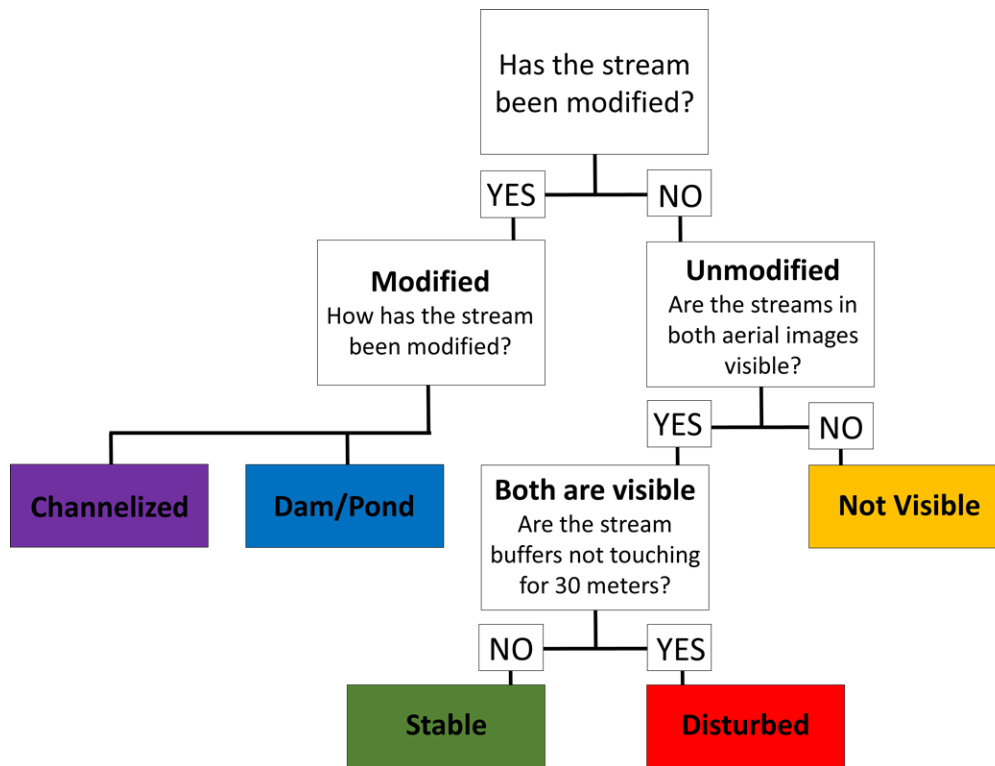 Has the stream
been modified?
YES
NO
Modified
How has the stream
been modified?
Unmodified
Are the streams in
both aerial images
visible?
YES
NO
Channelized
Dam/Pond
Both are visible
Are the stream
buffers not touching
for 30 meters?
Not Visible
NO
YES
Stable
Disturbed